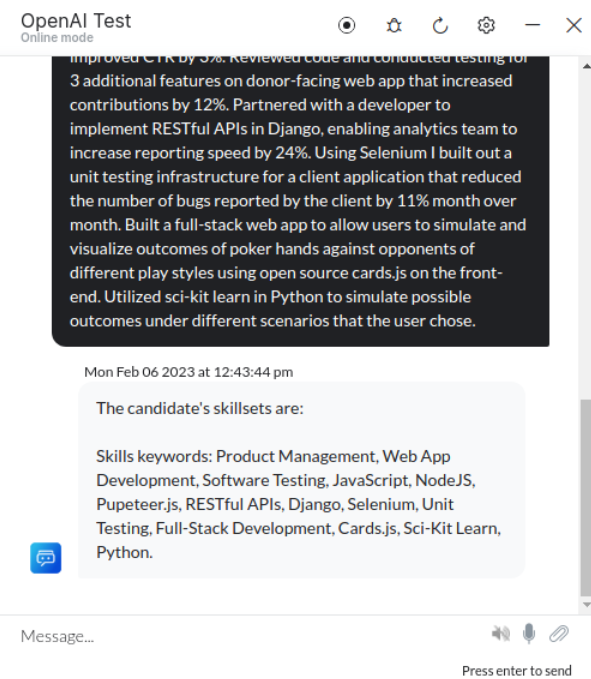 OpenAI Test
Online mode
improved CTR by 5%. Reviewed code and conducted testing for
3 additional features on donor-facing web app that increased
contributions by 12%. Partnered with a developer to
implement RESTful APIs in Django, enabling analytics team to
increase reporting speed by 24%. Using Selenium I built out a
unit testing infrastructure for a client application that reduced
the number of bugs reported by the client by 11% month over
month. Built a full-stack web app to allow users to simulate and
visualize outcomes of poker hands against opponents of
different play styles using open source cards.js on the front-
end. Utilized sci-kit learn in Python to simulate possible
outcomes under different scenarios that the user chose.
Mon Feb 06 2023 at 12:43:44 pm
The candidate's skillsets are:
Skills keywords: Product Management, Web App
Development, Software Testing, JavaScript, NodeJS,
Pupeteer.js, RESTful APIs, Django, Selenium, Unit
Testing, Full-Stack Development, Cards.js, Sci-Kit Learn,
Python.
Message...
Press enter to send